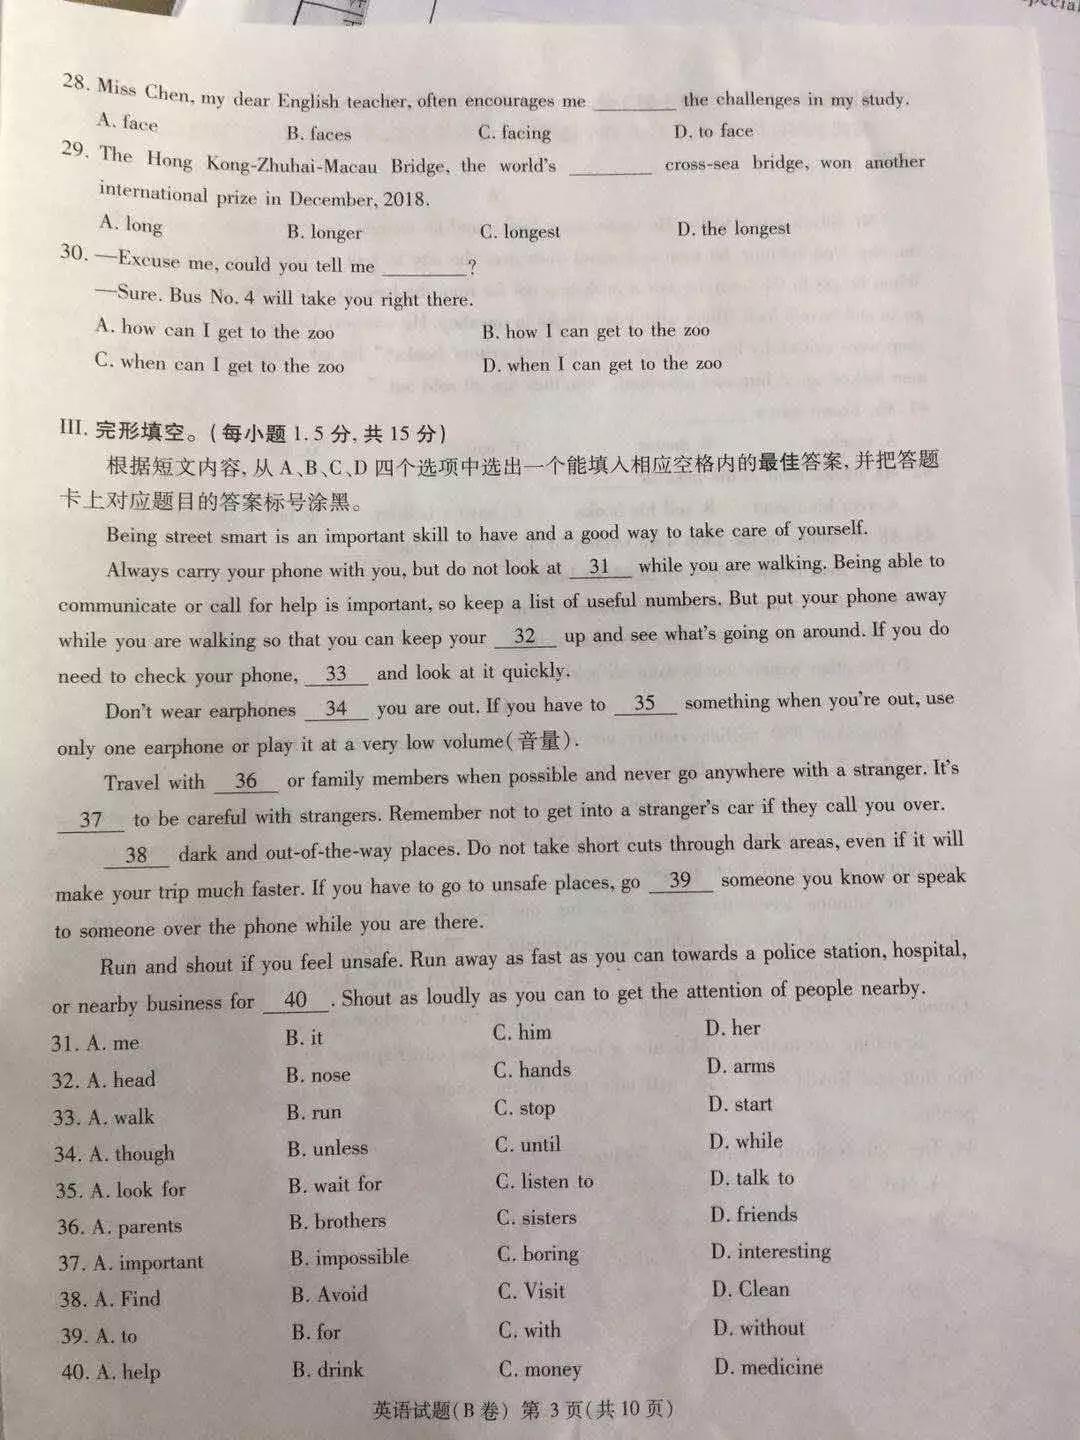 28. Miss Chen, my dear English teacher, often encourages me ________ the challenges in my study.
A. face B. faces C. facing D. to face
29. The Hong Kong-Zhuhai-Macau Bridge, the world's ________ cross-sea bridge, won another
international prize in December, 2018.
A. long B. longer C. longest D. the longest
30. —Excuse me, could you tell me ________?
—Sure. Bus No. 4 will take you right there.
A. how can I get to the zoo B. how I can get to the zoo
C. when can I get to the zoo D. when I can get to the zoo
III. 完形填空。(每小题 1.5 分,共 15 分)
根据短文内容,从 A、B、C、D 四个选项中选出一个能填入相应空格内的最佳答案,并把答题
卡上对应题目的答案标号涂黑。
Being street smart is an important skill to have and a good way to take care of yourself.
Always carry your phone with you, but do not look at 31 while you are walking. Being able to
communicate or call for help is important, so keep a list of useful numbers. But put your phone away
while you are walking so that you can keep your 32 up and see what's going on around. If you do
need to check your phone, 33 and look at it quickly.
Don't wear earphones 34 you are out. If you have to 35 something when you're out, use
only one earphone or play it at a very low volume(音量).
Travel with 36 or family members when possible and never go anywhere with a stranger. It's
37 to be careful with strangers. Remember not to get into a stranger's car if they call you over.
38 dark and out-of-the-way places. Do not take short cuts through dark areas, even if it will
make your trip much faster. If you have to go to unsafe places, go 39 someone you know or speak
to someone over the phone while you are there.
Run and shout if you feel unsafe. Run away as fast as you can towards a police station, hospital,
or nearby business for 40 . Shout as loudly as you can to get the attention of people nearby.
31. A. me B. it C. him D. her
32. A. head B. nose C. hands D. arms
33. A. walk B. run C. stop D. start
34. A. though B. unless C. until D. while
35. A. look for B. wait for C. listen to D. talk to
36. A. parents B. brothers C. sisters D. friends
37. A. important B. impossible C. boring D. interesting
38. A. Find B. Avoid C. Visit D. Clean
39. A. to B. for C. with D. without
40. A. help B. drink C. money D. medicine
英语试题(B 卷) 第 3 页(共 10 页)